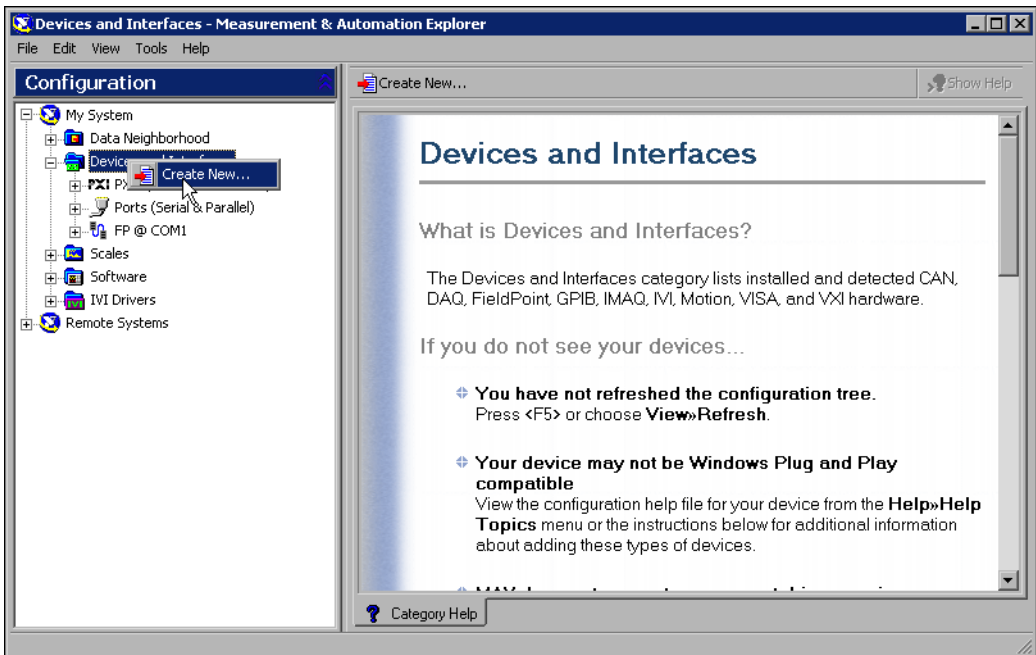 Devices and Interfaces - Measurement & Automation Explorer
File Edit View Tools Help
Configuration
Create New...
Show Help
My System
Data Neighborhood
Create New...
PXI
Ports (Serial & Parallel)
FP @ COM1
Scales
Software
IVI Drivers
Remote Systems
Devices and Interfaces
What is Devices and Interfaces?
The Devices and Interfaces category lists installed and detected CAN,
DAQ, FieldPoint, GPIB, IMAQ, IVI, Motion, VISA, and VXI hardware.
If you do not see your devices...
You have not refreshed the configuration tree.
Press <F5> or choose View»Refresh.
Your device may not be Windows Plug and Play
compatible
View the configuration help file for your device from the Help»Help
Topics menu or the instructions below for additional information
about adding these types of devices.
Category Help